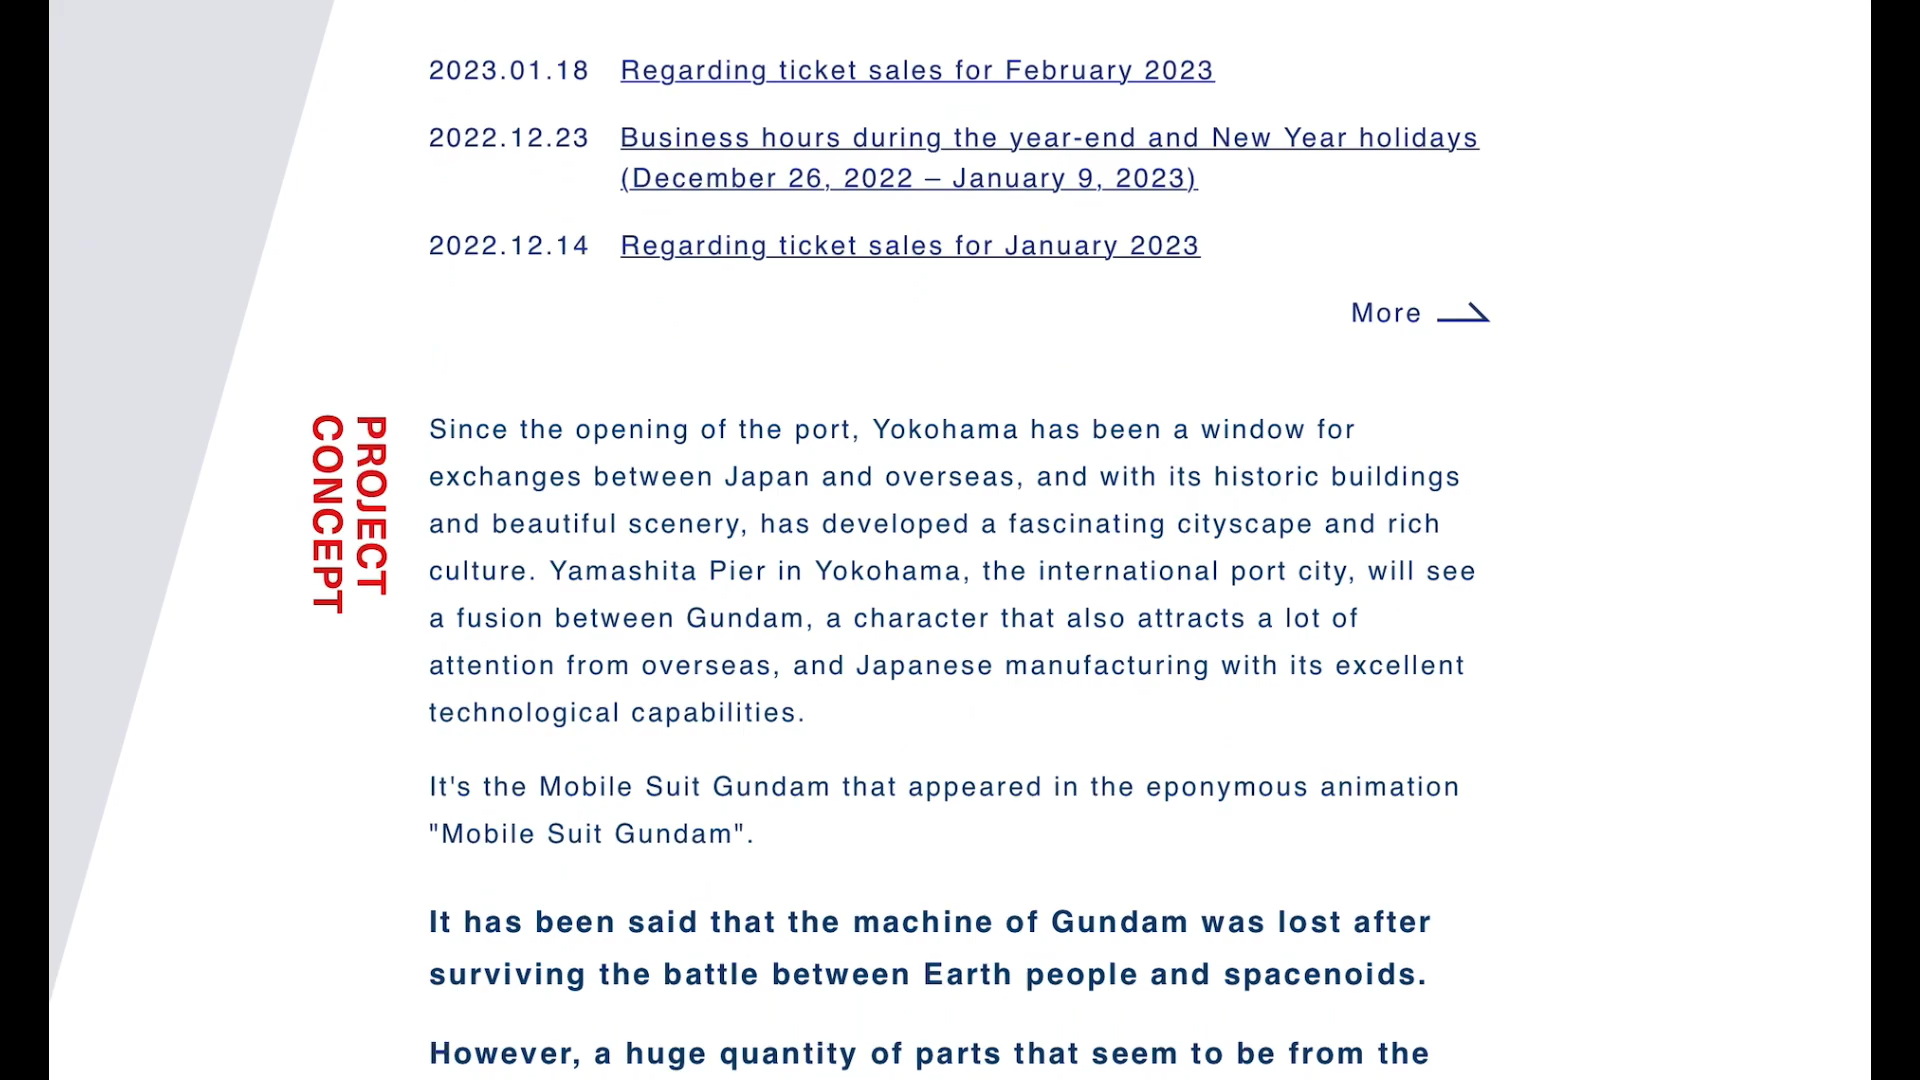 2023.01.18 Regarding ticket sales for February 2023
2022.12.23 Business hours during the year-end and New Year holidays
(December 26, 2022 – January 9, 2023)
2022.12.14 Regarding ticket sales for January 2023
More
PROJECT
CONCEPT
Since the opening of the port, Yokohama has been a window for
exchanges between Japan and overseas, and with its historic buildings
and beautiful scenery, has developed a fascinating cityscape and rich
culture. Yamashita Pier in Yokohama, the international port city, will see
a fusion between Gundam, a character that also attracts a lot of
attention from overseas, and Japanese manufacturing with its excellent
technological capabilities.
It's the Mobile Suit Gundam that appeared in the eponymous animation
"Mobile Suit Gundam".
It has been said that the machine of Gundam was lost after
surviving the battle between Earth people and spacenoids.
However, a huge quantity of parts that seem to be from the